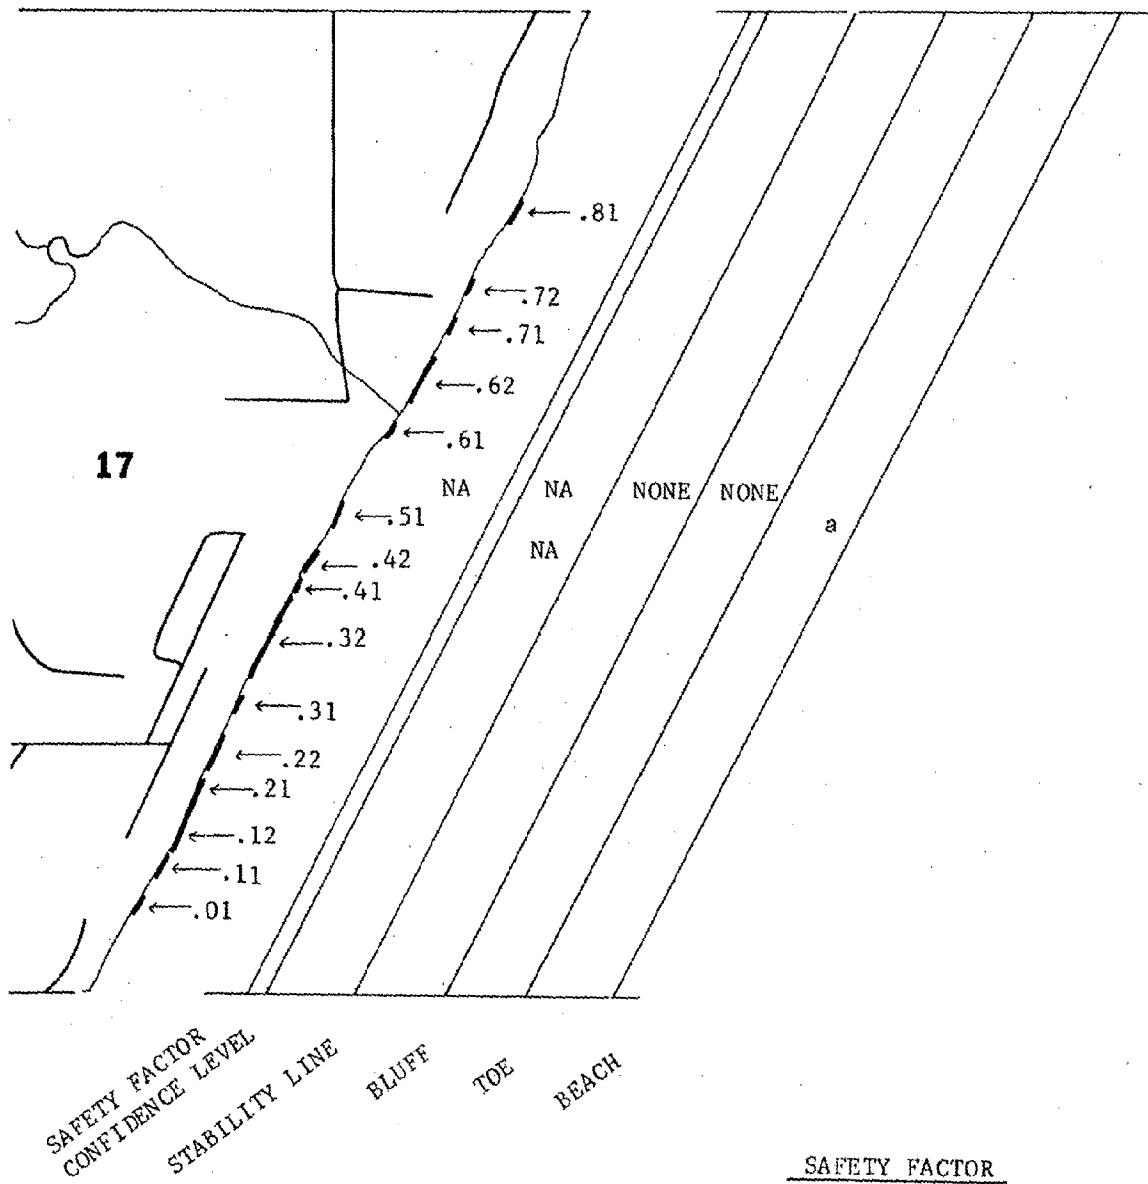 .81
.72
.71
.62
.61
17
NA NA NONE NONE
.51
a
NA
.42
.41
.32
.31
.22
.21
.12
.11
.01
SAFETY FACTOR
CONFIDENCE LEVEL
STABILITY LINE
BLUFF
TOE
BEACH
SAFETY FACTOR